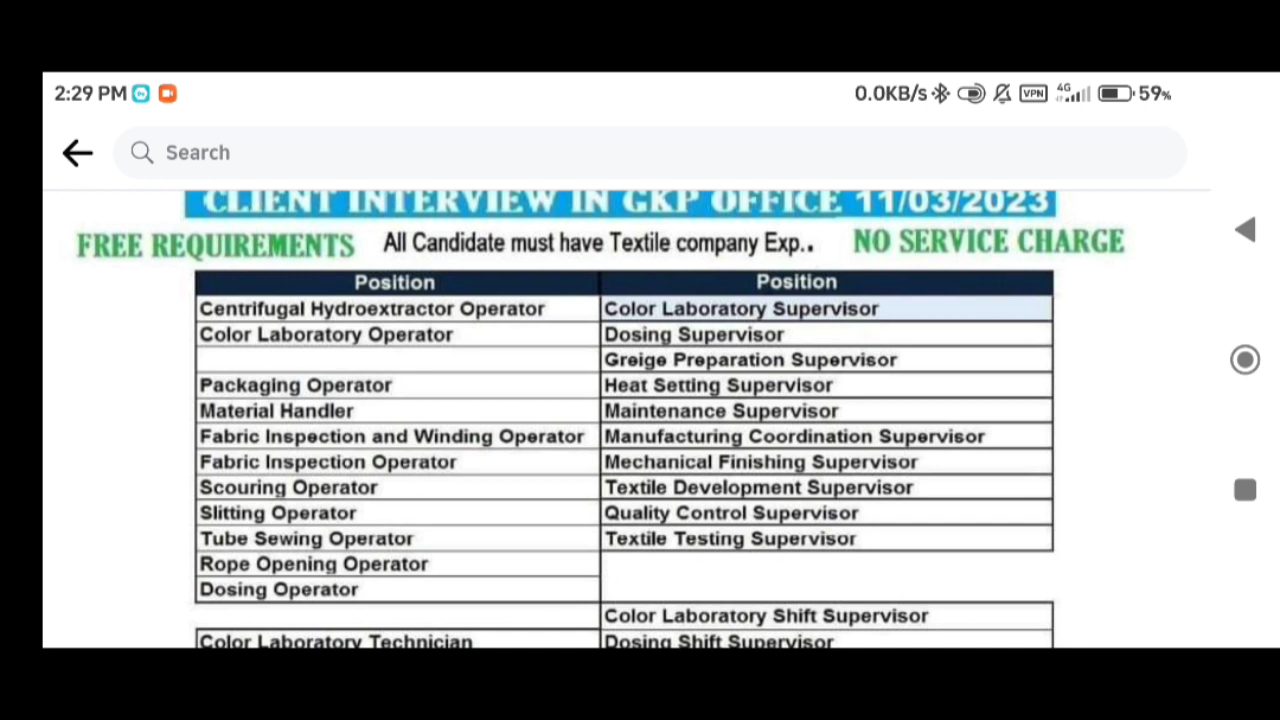 2:29 PM 0.0KB/s VPN 4G 59%
Search
CLIENT INTERVIEW IN GKP OFFICE 11/03/2023
FREE REQUIREMENTS All Candidate must have Textile company Exp.. NO SERVICE CHARGE
Position Position
Centrifugal Hydroextractor Operator Color Laboratory Supervisor
Color Laboratory Operator Dosing Supervisor
Greige Preparation Supervisor
Packaging Operator Heat Setting Supervisor
Material Handler Maintenance Supervisor
Fabric Inspection and Winding Operator Manufacturing Coordination Supervisor
Fabric Inspection Operator Mechanical Finishing Supervisor
Scouring Operator Textile Development Supervisor
Slitting Operator Quality Control Supervisor
Tube Sewing Operator Textile Testing Supervisor
Rope Opening Operator
Dosing Operator
Color Laboratory Shift Supervisor
Color Laboratory Technician Dosing Shift Supervisor